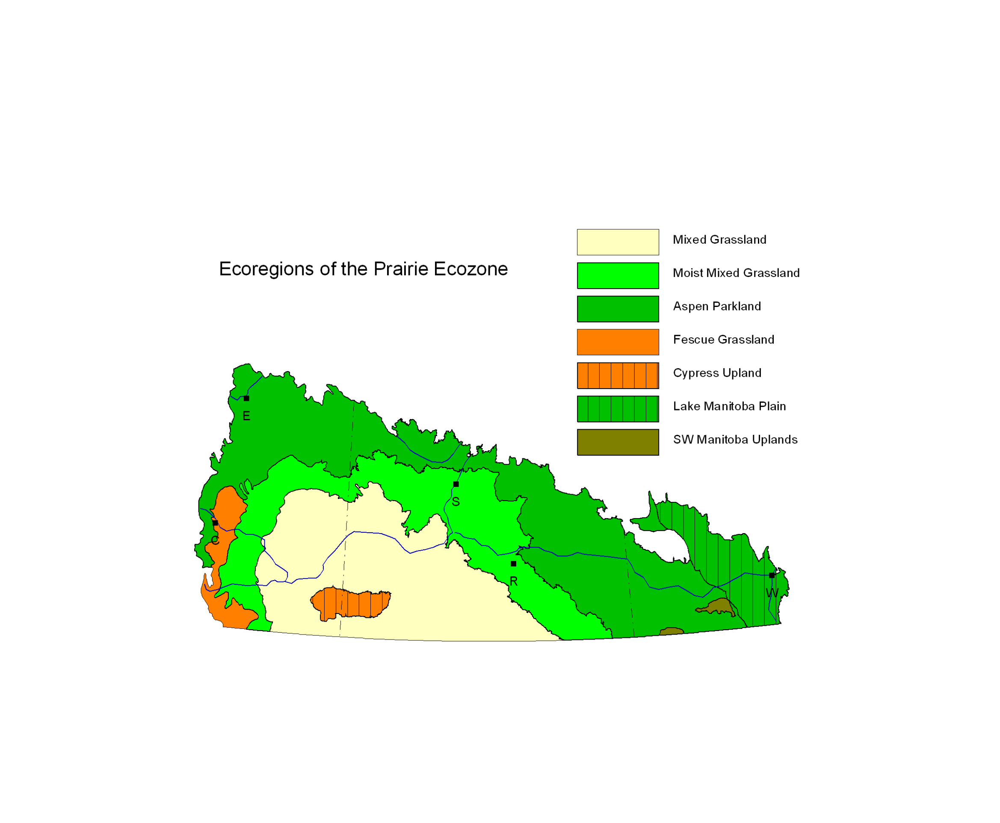 Ecoregions of the Prairie Ecozone
Mixed Grassland
Moist Mixed Grassland
Aspen Parkland
Fescue Grassland
Cypress Upland
Lake Manitoba Plain
SW Manitoba Uplands
E
S
C
R
W